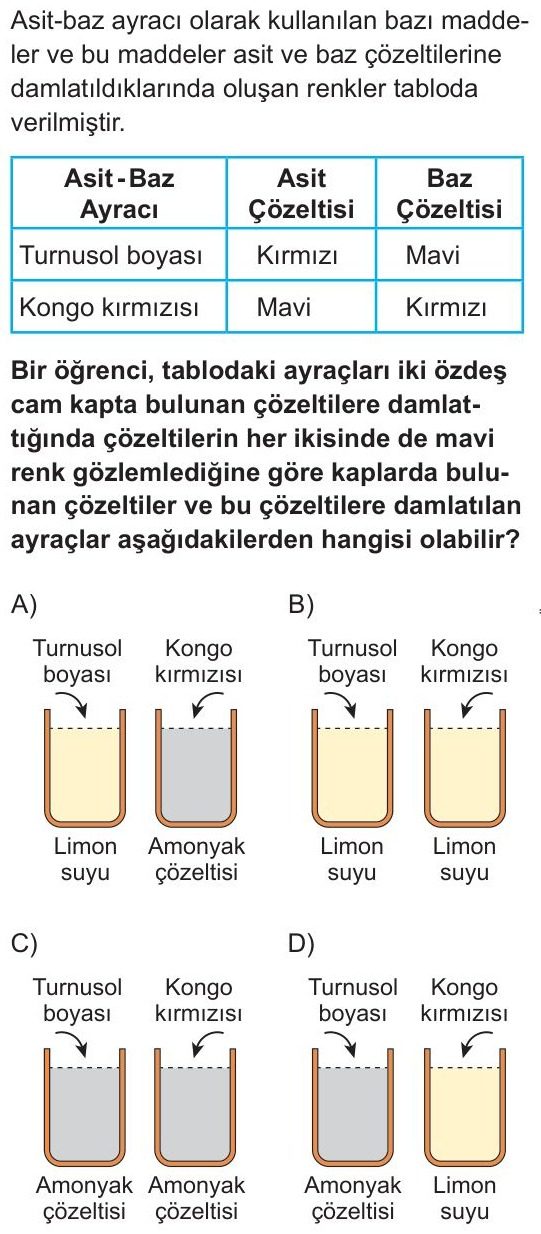 Asit-baz ayracı olarak kullanılan bazı madde-
ler ve bu maddeler asit ve baz çözeltilerine
damlatıldıklarında oluşan renkler tabloda
verilmiştir.
Asit-Baz Ayracı
Asit Çözeltisi
Baz Çözeltisi
Turnusol boyası Kırmızı Mavi
Kongo kırmızısı Mavi Kırmızı
Bir öğrenci, tablodaki ayraçları iki özdeş
cam kapta bulunan çözeltilere damlat-
tığında çözeltilerin her ikisinde de mavi
renk gözlemlediğine göre kaplarda bulu-
nan çözeltiler ve bu çözeltilere damlatılan
ayraçlar aşağıdakilerden hangisi olabilir?
A)
Turnusol boyası
Kongo kırmızısı
Limon suyu
Amonyak çözeltisi
B)
Turnusol boyası
Kongo kırmızısı
Limon suyu
Limon suyu
C)
Turnusol boyası
Kongo kırmızısı
Amonyak çözeltisi
Amonyak çözeltisi
D)
Turnusol boyası
Kongo kırmızısı
Amonyak çözeltisi
Limon suyu